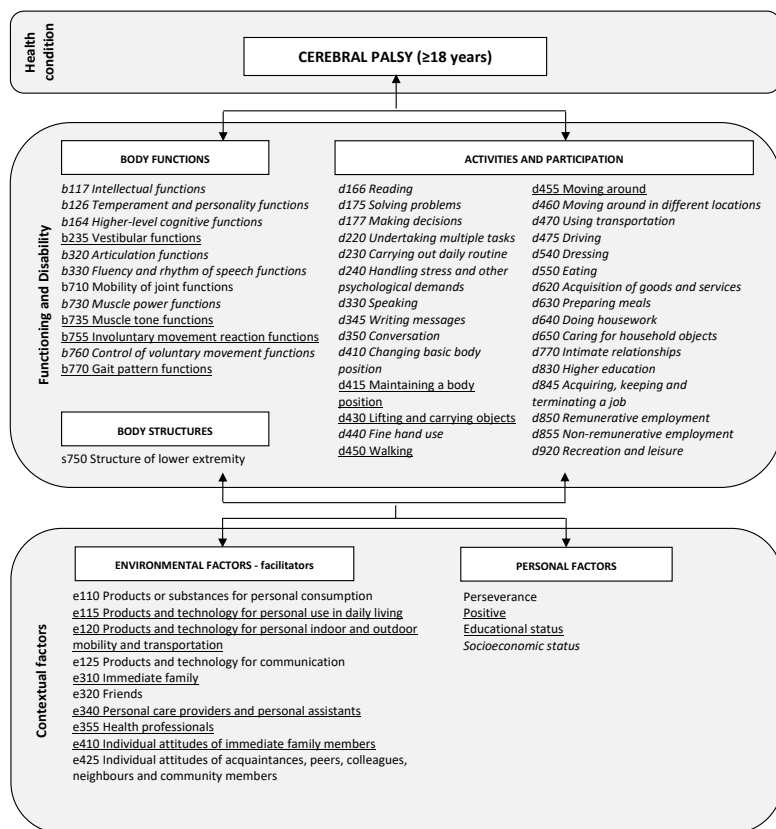 Health
condition
CEREBRAL PALSY (≥18 years)
Functioning and Disability
BODY FUNCTIONS
b117 Intellectual functions
b126 Temperament and personality functions
b164 Higher-level cognitive functions
b235 Vestibular functions
b320 Articulation functions
b330 Fluency and rhythm of speech functions
b710 Mobility of joint functions
b730 Muscle power functions
b735 Muscle tone functions
b755 Involuntary movement reaction functions
b760 Control of voluntary movement functions
b770 Gait pattern functions
BODY STRUCTURES
s750 Structure of lower extremity
ACTIVITIES AND PARTICIPATION
d166 Reading
d175 Solving problems
d177 Making decisions
d220 Undertaking multiple tasks
d230 Carrying out daily routine
d240 Handling stress and other
psychological demands
d330 Speaking
d345 Writing messages
d350 Conversation
d410 Changing basic body
position
d415 Maintaining a body
position
d430 Lifting and carrying objects
d440 Fine hand use
d450 Walking
d455 Moving around
d460 Moving around in different locations
d470 Using transportation
d475 Driving
d540 Dressing
d550 Eating
d620 Acquisition of goods and services
d630 Preparing meals
d640 Doing housework
d650 Caring for household objects
d770 Intimate relationships
d830 Higher education
d845 Acquiring, keeping and
terminating a job
d850 Remunerative employment
d855 Non-remunerative employment
d920 Recreation and leisure
Contextual factors
ENVIRONMENTAL FACTORS - facilitators
e110 Products or substances for personal consumption
e115 Products and technology for personal use in daily living
e120 Products and technology for personal indoor and outdoor
mobility and transportation
e125 Products and technology for communication
e310 Immediate family
e320 Friends
e340 Personal care providers and personal assistants
e355 Health professionals
e410 Individual attitudes of immediate family members
e425 Individual attitudes of acquaintances, peers, colleagues,
neighbours and community members
PERSONAL FACTORS
Perseverance
Positive
Educational status
Socioeconomic status